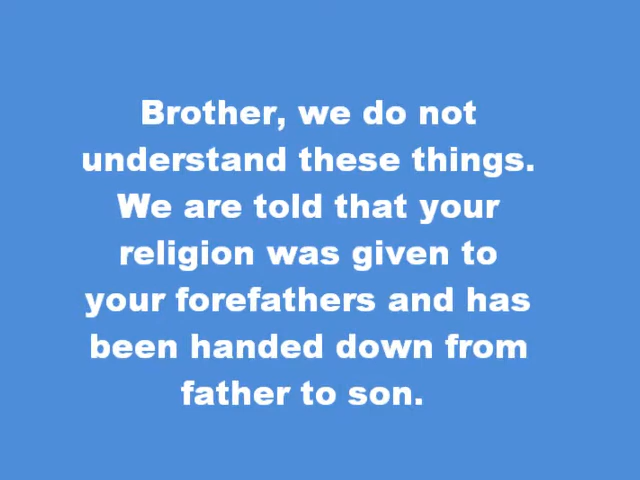 Brother, we do not
understand these things.
We are told that your
religion was given to
your forefathers and has
been handed down from
father to son.